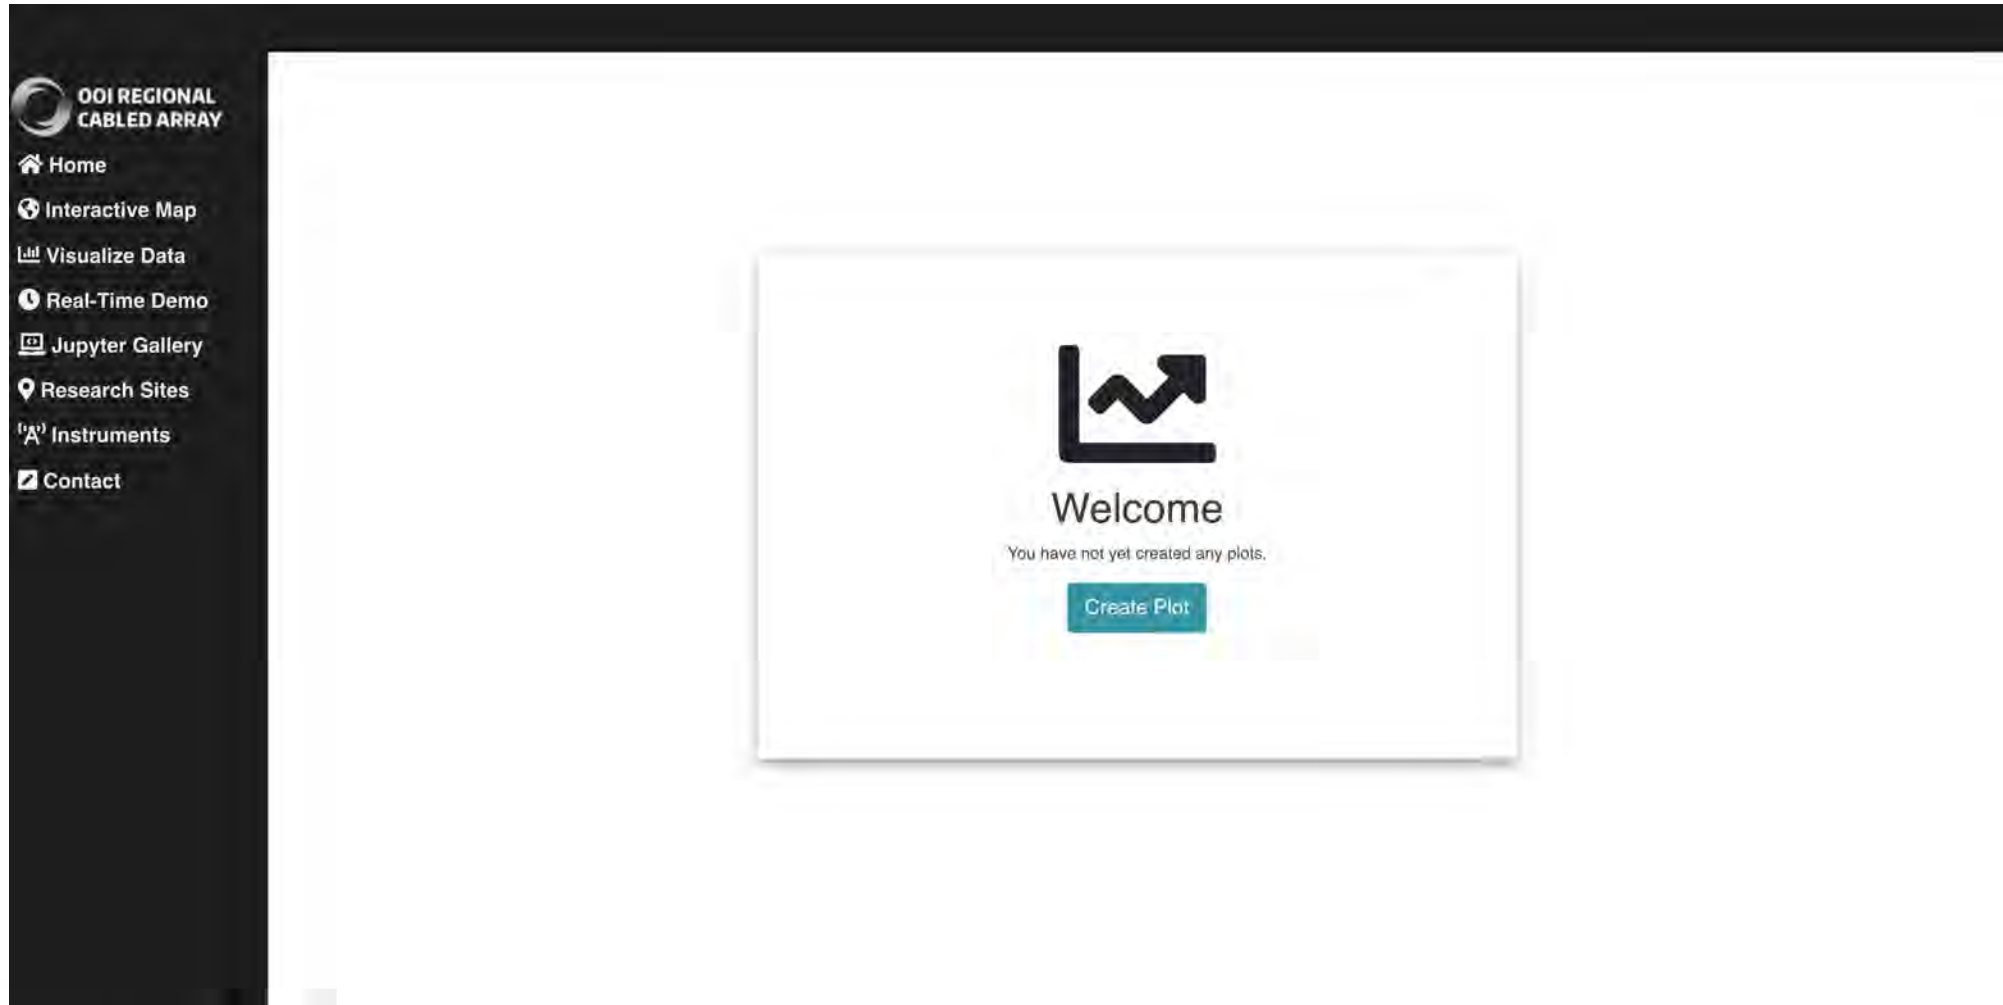 OOI REGIONAL
CABLED ARRAY
Home
Interactive Map
Visualize Data
Real-Time Demo
Jupyter Gallery
Research Sites
Instruments
Contact
Welcome
You have not yet created any plots.
Create Plot